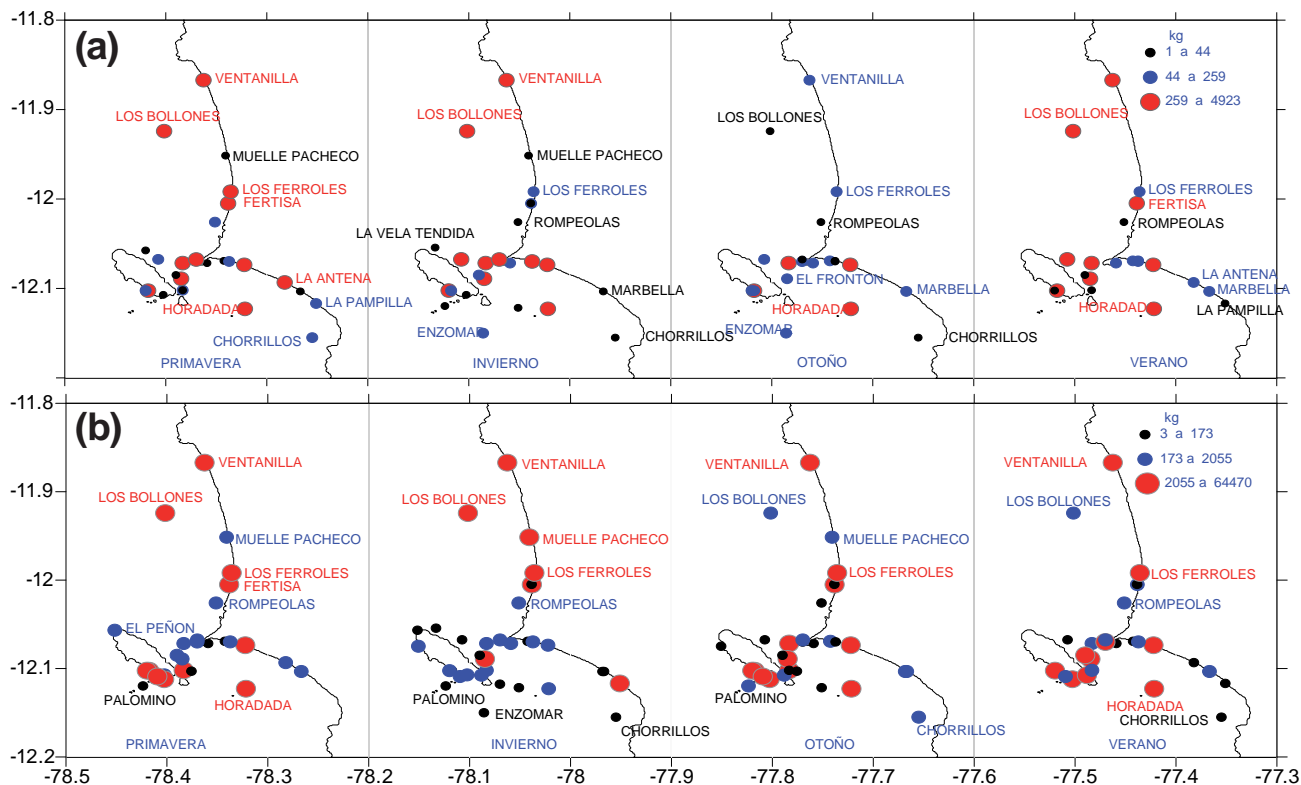 -11.8
(a)
kg
1 a 44
44 a 259
259 a 4923
VENTANILLA
VENTANILLA
VENTANILLA
-11.9
LOS BOLLONES
LOS BOLLONES
LOS BOLLONES
LOS BOLLONES
MUELLE PACHECO
MUELLE PACHECO
-12
LOS FERROLES
LOS FERROLES
LOS FERROLES
LOS FERROLES
FERTISA
FERTISA
ROMPEOLAS
ROMPEOLAS
ROMPEOLAS
LA VELA TENDIDA
LA ANTENA
EL FRONTON
LA ANTENA
-12.1
MARBELLA
MARBELLA
MARBELLA
HORADADA
LA PAMPILLA
HORADADA
HORADADA
LA PAMPILLA
CHORRILLOS
ENZOMAR
CHORRILLOS
ENZOMAR
CHORRILLOS
PRIMAVERA
INVIERNO
OTOÑO
VERANO
-11.8
(b)
kg
3 a 173
173 a 2055
2055 a 64470
VENTANILLA
VENTANILLA
VENTANILLA
VENTANILLA
-11.9
LOS BOLLONES
LOS BOLLONES
LOS BOLLONES
LOS BOLLONES
MUELLE PACHECO
MUELLE PACHECO
MUELLE PACHECO
-12
LOS FERROLES
LOS FERROLES
LOS FERROLES
LOS FERROLES
FERTISA
ROMPEOLAS
ROMPEOLAS
ROMPEOLAS
EL PEÑON
-12.1
PALOMINO
HORADADA
PALOMINO
ENZOMAR
CHORRILLOS
PALOMINO
CHORRILLOS
HORADADA
CHORRILLOS
PRIMAVERA
INVIERNO
OTOÑO
VERANO
-12.2
-78.5
-78.4
-78.3
-78.2
-78.1
-78
-77.9
-77.8
-77.7
-77.6
-77.5
-77.4
-77.3